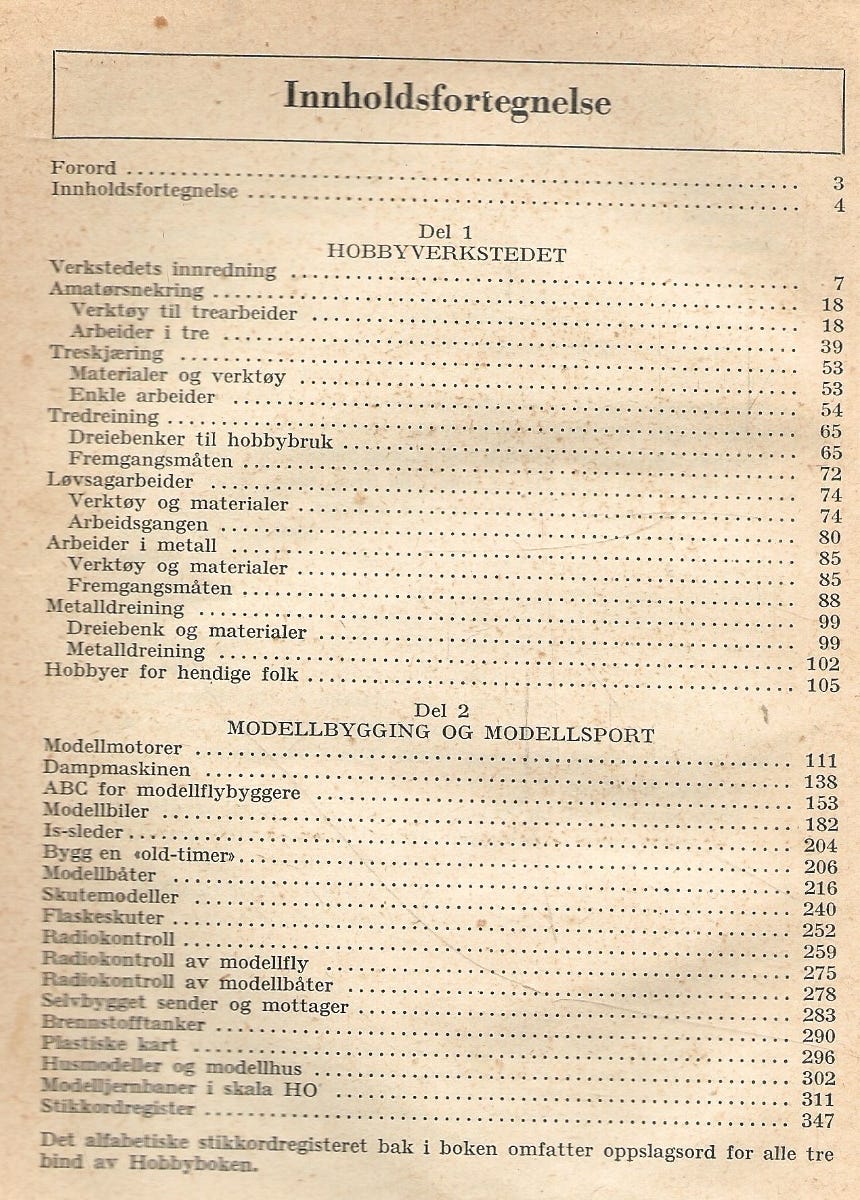 Innholdsfortegnelse
Forord ........ 3
Innholdsfortegnelse ........ 4
Del 1
HOBBYVERKSTEDET
Verkstedets innredning ........ 7
Amatørsnekring ........ 18
Verktøy til trearbeider ........ 18
Arbeider i tre ........ 39
Treskjæring ........ 53
Materialer og verktøy ........ 53
Enkle arbeider ........ 54
Tredreining ........ 65
Dreiebenker til hobbybruk ........ 65
Fremgangsmåten ........ 72
Løvsagarbeider ........ 74
Verktøy og materialer ........ 74
Arbeidsgangen ........ 80
Arbeider i metall ........ 85
Verktøy og materialer ........ 85
Fremgangsmåten ........ 88
Metalldreining ........ 99
Dreiebenk og materialer ........ 99
Metalldreining ........ 102
Hobbyer for hendige folk ........ 105
Del 2
MODELLBYGGING OG MODELLSPORT
Modellmotorer ........ 111
Dampmaskinen ........ 138
ABC for modellflybyggere ........ 153
Modellbiler ........ 182
Is-sleder ........ 204
Bygg en «old-timer» ........ 206
Modellbåter ........ 216
Skutemodeller ........ 240
Flaskeskuter ........ 252
Radiokontroll ........ 259
Radiokontroll av modellfly ........ 275
Radiokontroll av modellbåter ........ 278
Selvbygget sender og mottager ........ 283
Brennstofftanker ........ 290
Plastiske kart ........ 296
Husmodeller og modellhus ........ 302
Modelljernbaner i skala HO ........ 311
Stikkordregister ........ 347
Det alfabetiske stikkordregisteret bak i boken omfatter oppslagsord for alle tre
bind av Hobbyboken.